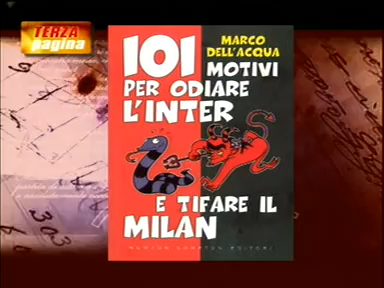 TERZA
pagina
101
MARCO
DELL'ACQUA
MOTIVI
PER ODIARE
L'INTER
E TIFARE IL
MILAN
NEWTON COMPTON EDITORI